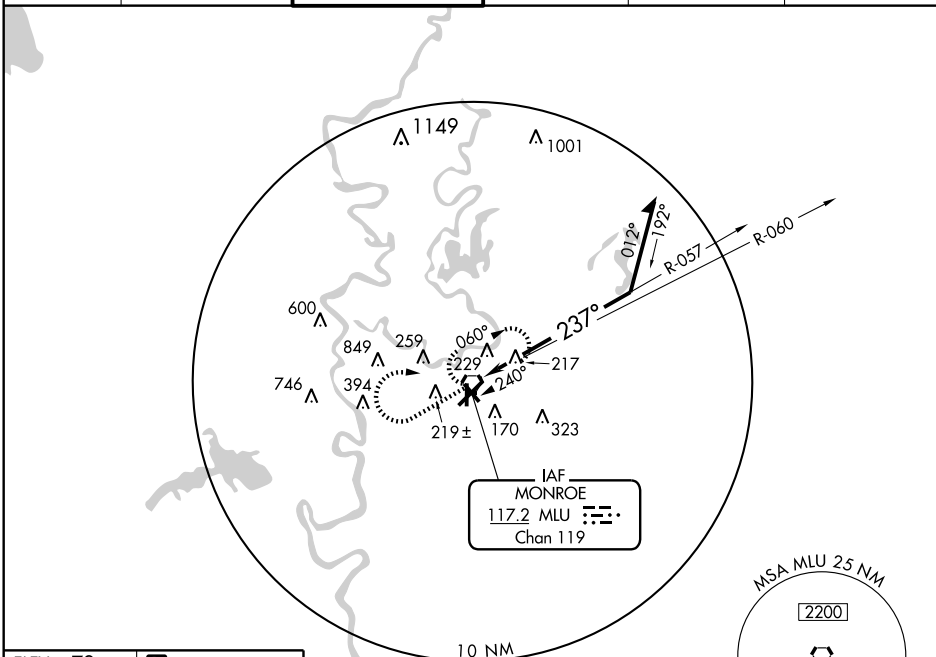 1149
1001
012°
192°
R-057
R-060
237°
600
849
259
060°
229
217
746
394
240°
219±
170
323
IAF
MONROE
117.2 MLU
Chan 119
MSA MLU 25 NM
2200
10 NM